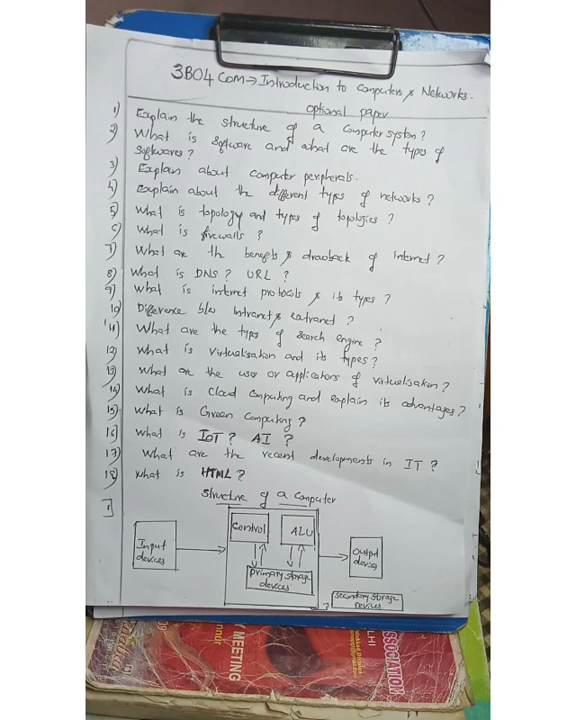 3B04 Com → Introduction to Computers & Networks.
optional paper
1) Explain the structure of a Computer system?
2) What is Software and what are the types of
Softwares?
3) Explain about computer peripherals.
4) Explain about the different types of networks?
5) What is topology and types of topologies?
6) What is firewalls?
7) What are the benefits & drawback of internet?
8) What is DNS? URL?
9) What is internet protocols & its types?
10) Difference b/w Intranet & extranet?
11) What are the types of Search engine?
12) What is Virtualisation and its types?
13) What are the uses or applications of virtualisation?
14) What is Cloud Computing and explain its advantages?
15) What is Green Computing?
16) What is IOT? AI?
17) What are the recent developments in IT?
18) What is HTML?
1] Structure of a Computer
Control
ALU
Input
devices
Output
devices
primary storage
devices
Secondary storage
Devices
MEETING
ASSOCIATION
LHI